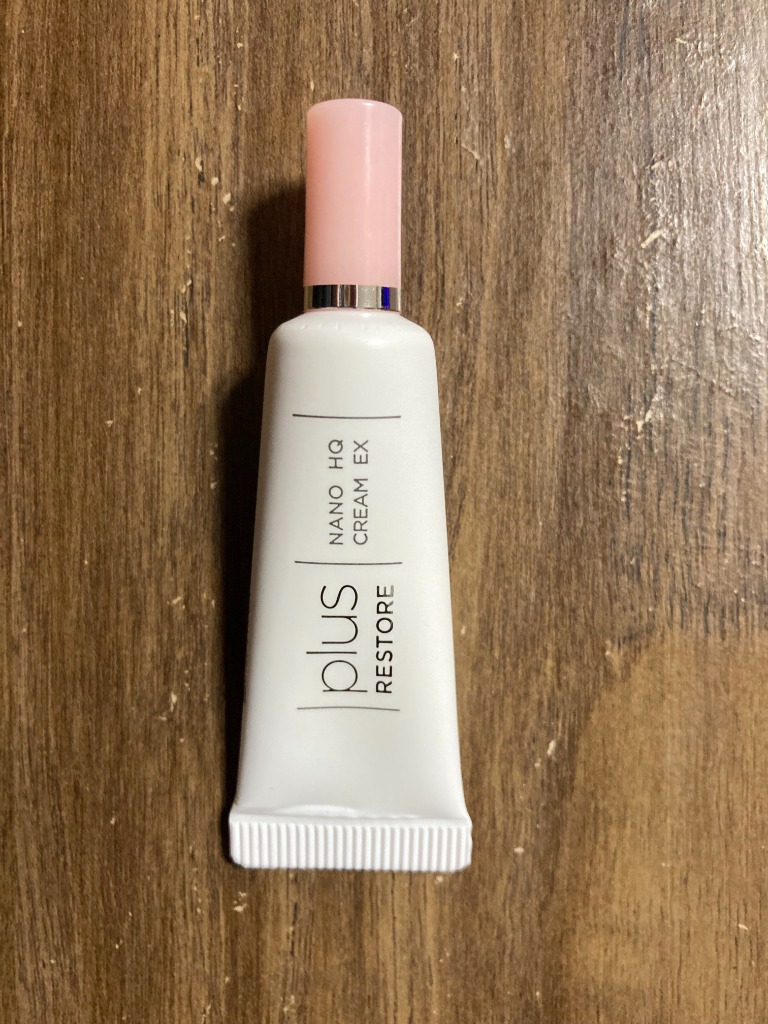 plus
RESTORE
NANO HQ
CREAM EX